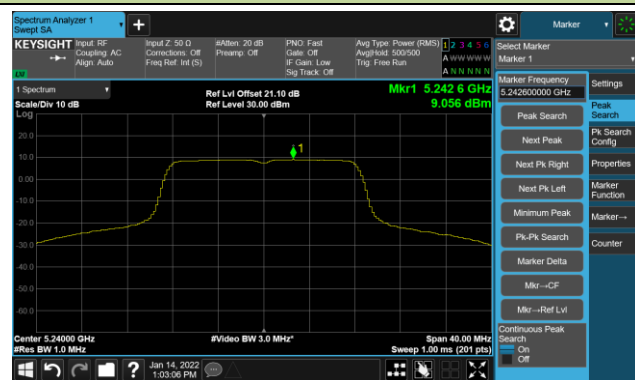 Spectrum Analyzer 1
Swept SA
Marker
KEYSIGHT
Input: RF
Coupling: AC
Align: Auto
Input Z: 50 Ω
Corrections: Off
Freq Ref: Int (S)
#Atten: 20 dB
Preamp: Off
PNO: Fast
Gate: Off
IF Gain: Low
Sig Track: Off
Avg Type: Power (RMS)
Avg|Hold: 500/500
Trig: Free Run
1 2 3 4 5 6
A W W W W W
A N N N N N
Select Marker
Marker 1
1 Spectrum
Scale/Div 10 dB
Log
Ref Lvl Offset 21.10 dB
Ref Level 30.00 dBm
Mkr1 5.242 6 GHz
9.056 dBm
20.0
10.0
0.00
-10.0
-20.0
-30.0
-40.0
-50.0
-60.0
1
Center 5.24000 GHz
#Res BW 1.0 MHz
#Video BW 3.0 MHz*
Span 40.00 MHz
Sweep 1.00 ms (201 pts)
Marker Frequency
5.242600000 GHz
Peak Search
Next Peak
Next Pk Right
Next Pk Left
Minimum Peak
Pk-Pk Search
Marker Delta
Mkr→CF
Mkr→Ref Lvl
Continuous Peak
Search
On
Off
Settings
Peak
Search
Pk Search
Config
Properties
Marker
Function
Marker→
Counter
Jan 14, 2022
1:03:06 PM